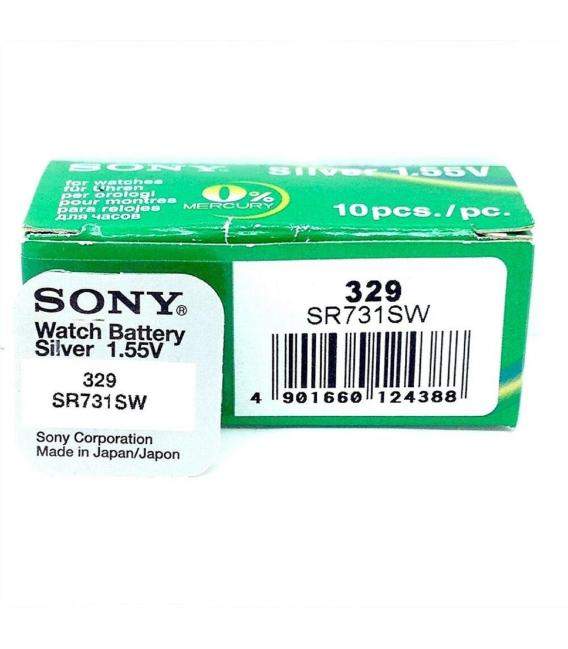 SONY
Silver 1.55V
for watches
für Uhren
per orologi
pour montres
para relojes
для часов
0%
MERCURY
10pcs./pc.
329
SR731SW
4 901660 124388
SONY®
Watch Battery
Silver 1.55V
329
SR731SW
Sony Corporation
Made in Japan/Japon